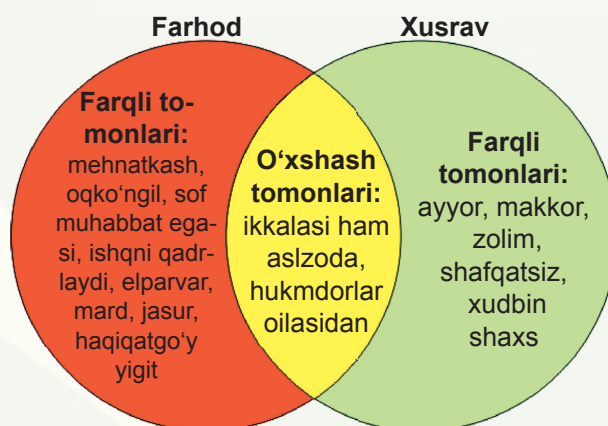 Farhod
Xusrav
Farqli to-
monlari:
mehnatkash,
oqko‘ngil, sof
muhabbat ega-
si, ishqni qadr-
laydi, elparvar,
mard, jasur,
haqiqatgo‘y
yigit
O‘xshash
tomonlari:
ikkalasi ham
aslzoda,
hukmdorlar
oilasidan
Farqli
tomonlari:
ayyor, makkor,
zolim,
shafqatsiz,
xudbin
shaxs